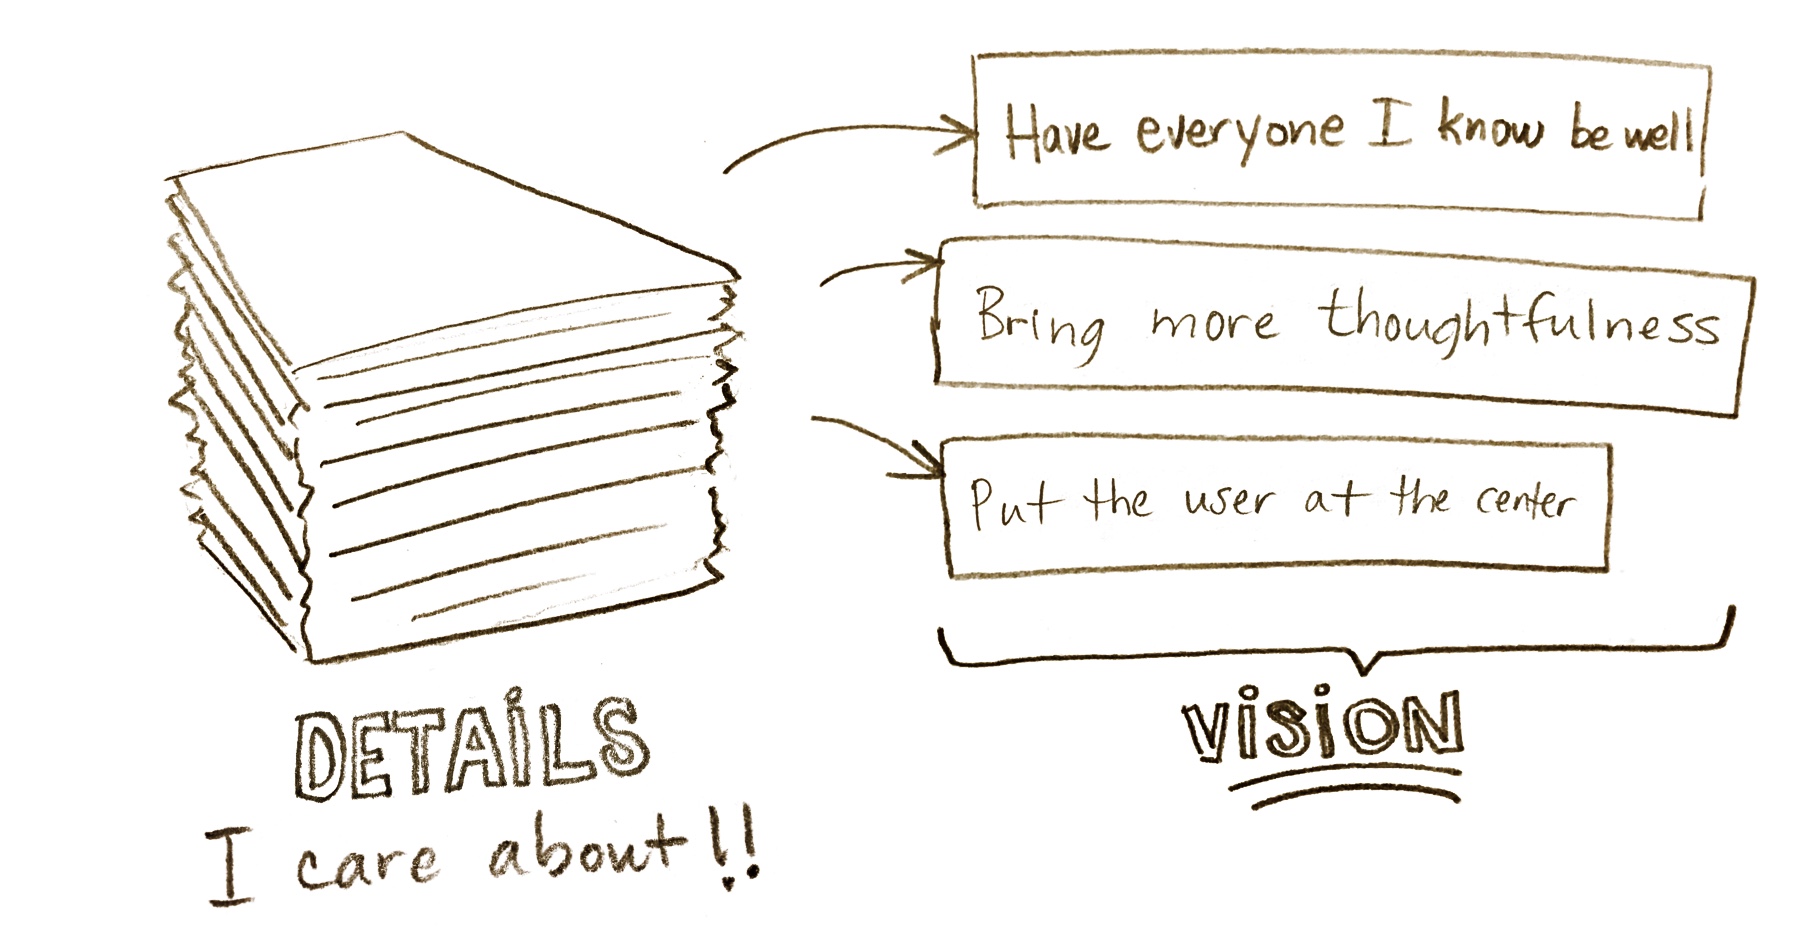 Have everyone I know be well
Bring more thoughtfulness
Put the user at the center
DETAiLS
I care about!!
ViSiON